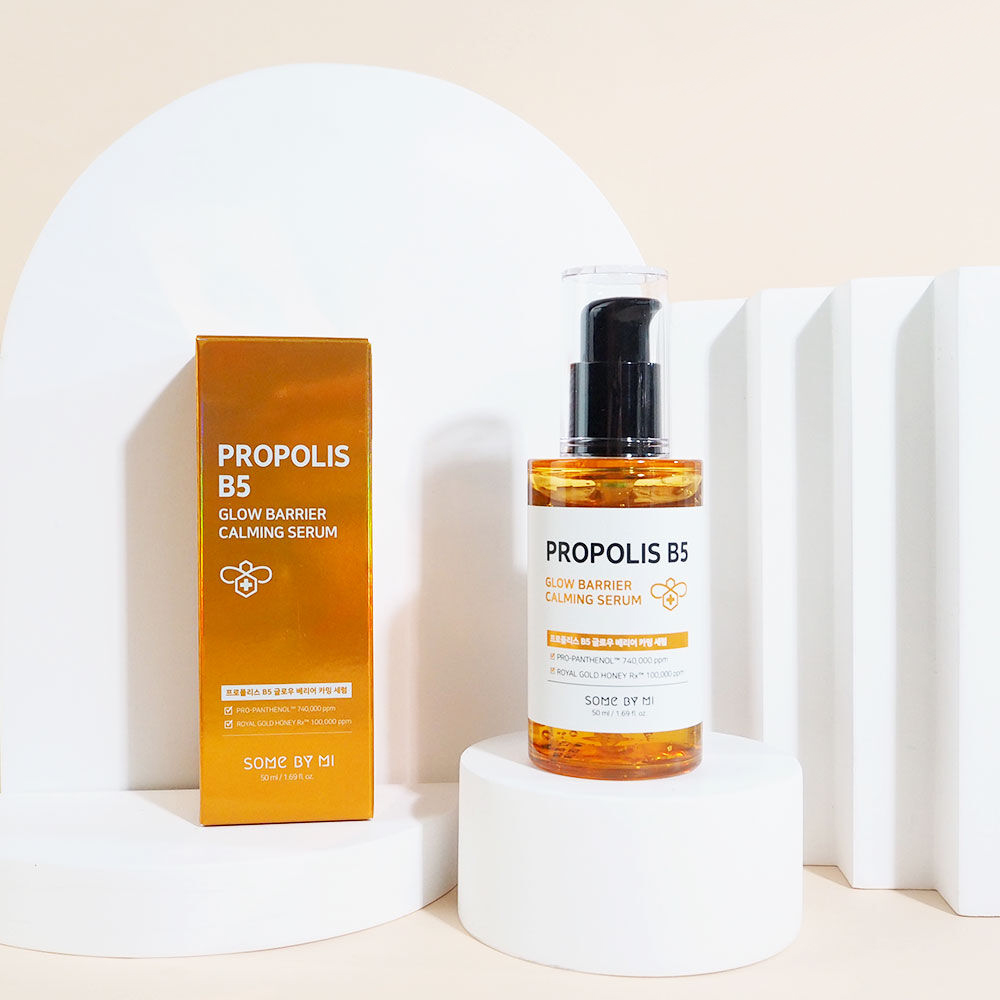 PROPOLIS
B5
GLOW BARRIER
CALMING SERUM
프로폴리스 B5 글로우 베리어 카밍 세럼
PRO-PANTHENOL™ 740,000 ppm
ROYAL GOLD HONEY Rx™ 100,000 ppm
SOME BY MI
50 ml / 1.69 fl. oz.
PROPOLIS B5
GLOW BARRIER
CALMING SERUM
프로폴리스 B5 글로우 베리어 카밍 세럼
PRO-PANTHENOL™ 740,000 ppm
ROYAL GOLD HONEY Rx™ 100,000 ppm
SOME BY MI
50 ml / 1.69 fl. oz